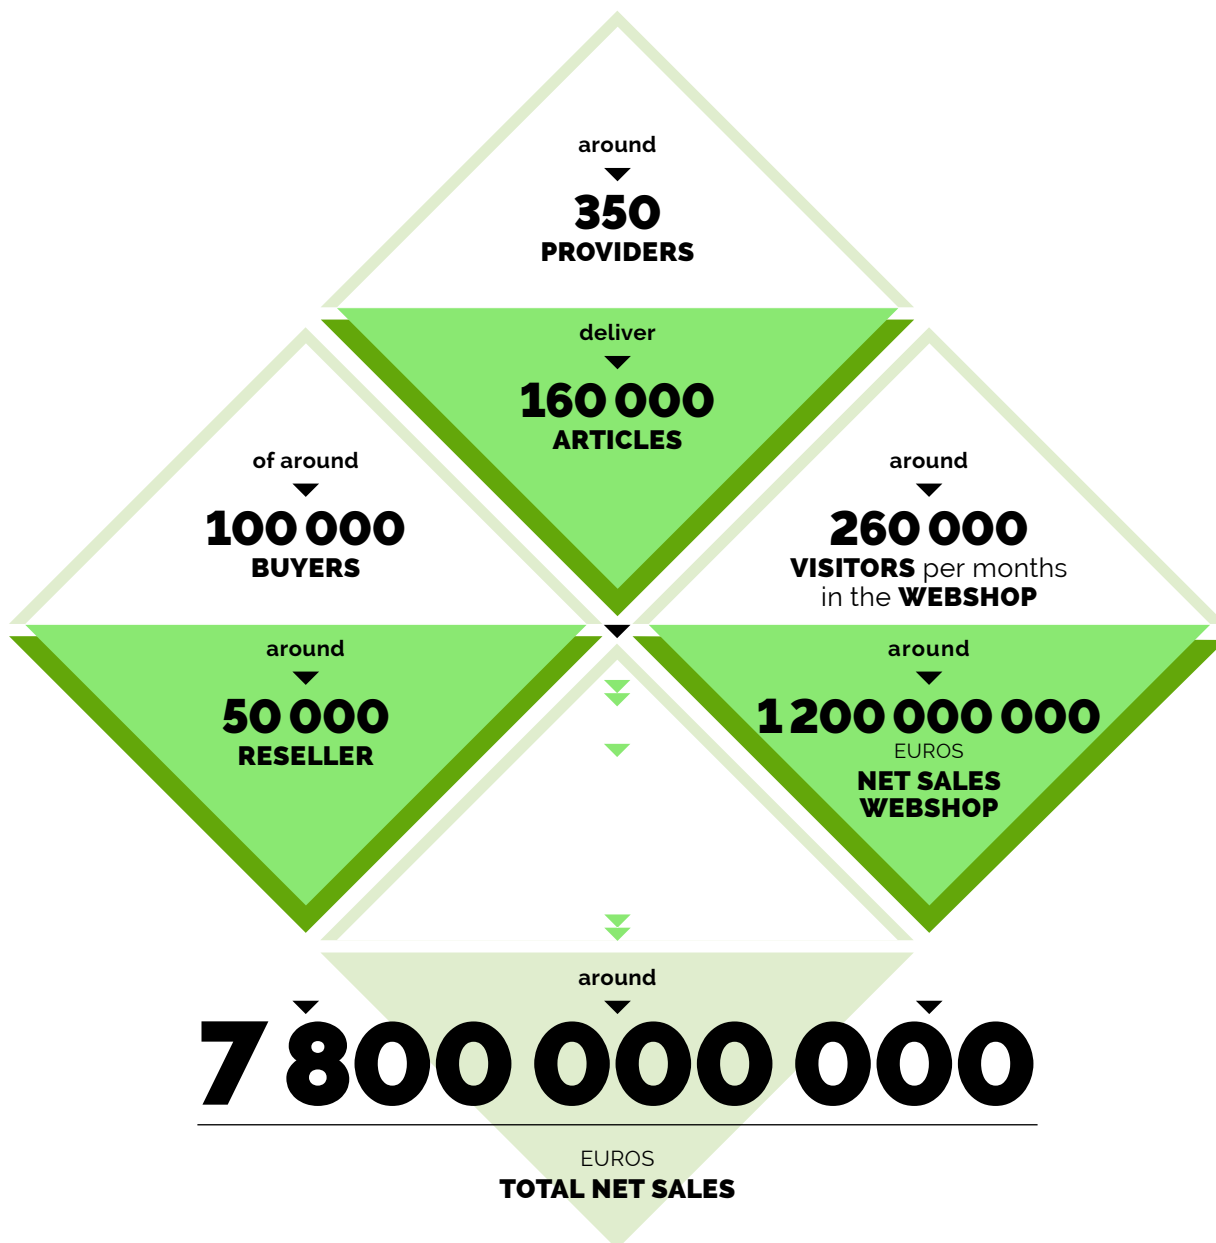 around
350
PROVIDERS
deliver
160 000
ARTICLES
of around
100 000
BUYERS
around
50 000
RESELLER
around
260 000
VISITORS per months
in the WEBSHOP
around
1 200 000 000
EUROS
NET SALES
WEBSHOP
around
7 800 000 000
EUROS
TOTAL NET SALES